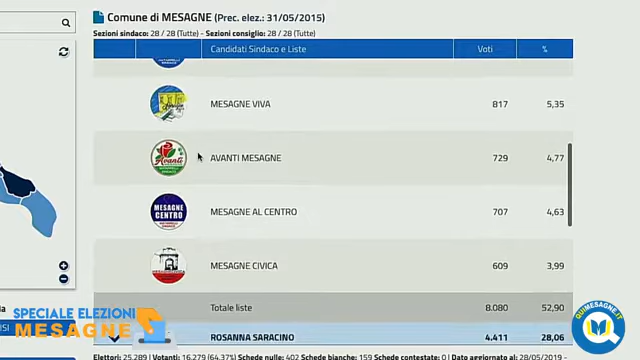 Comune di MESAGNE (Prec. elez.: 31/05/2015)
Sezioni sindaco: 28 / 28 (Tutte) - Sezioni consiglio: 28 / 28 (Tutte)
Candidati Sindaco e Liste Voti %
MESAGNE VIVA 817 5,35
Avanti
AVANTI MESAGNE 729 4,77
MESAGNE
CENTRO
MESAGNE AL CENTRO 707 4,63
MESAGNE CIVICA 609 3,99
Totale liste 8.080 52,90
ROSANNA SARACINO 4.411 28,06
SPECIALE ELEZIONI
MESAGNE
QUIMESAGNE.IT
Elettori: 25.289 | Votanti: 16.279 (64.37%) Schede nulle: 402 Schede bianche: 159 Schede contestate: 0 | Data aggiornato al: 28/05/2019